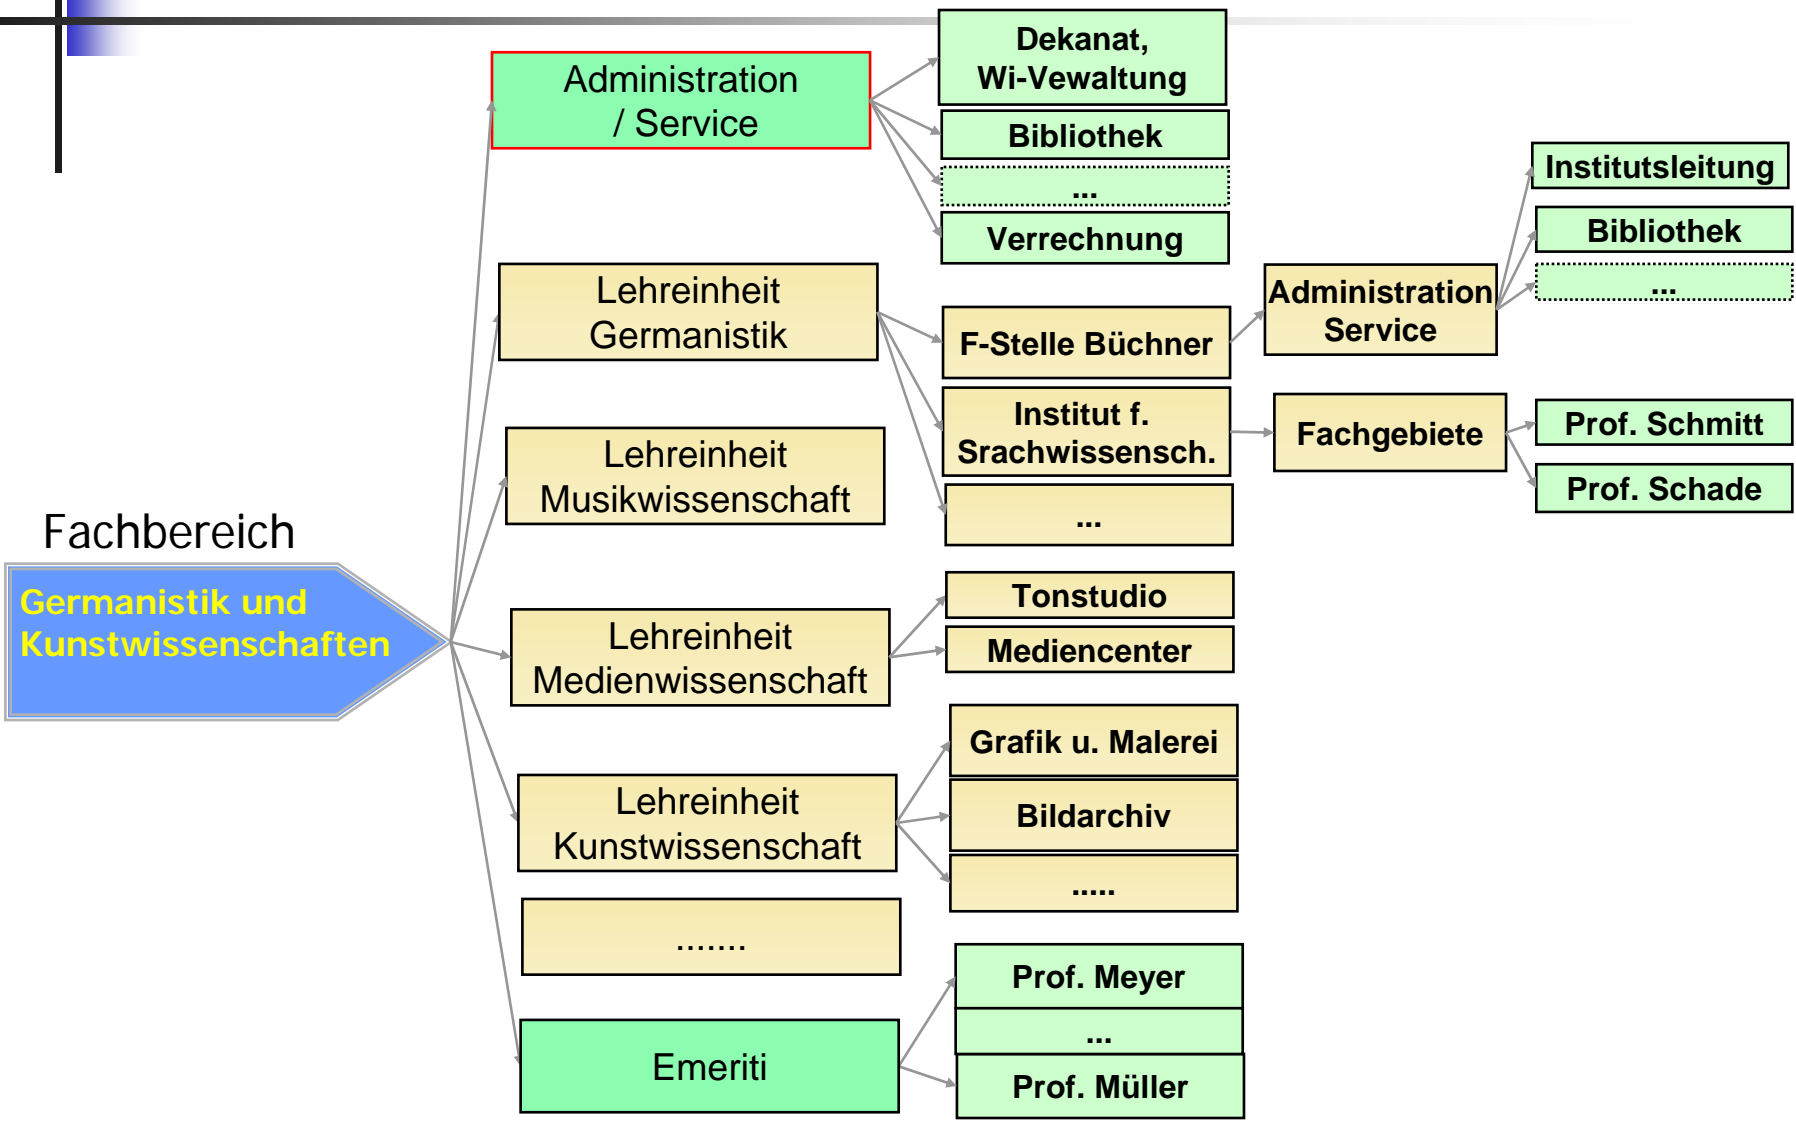 Fachbereich
Germanistik und
Kunstwissenschaften
Administration
/ Service
Dekanat,
Wi-Vewaltung
Bibliothek
...
Verrechnung
Lehreinheit
Germanistik
F-Stelle Büchner
Administration
Service
Institutsleitung
Bibliothek
...
Institut f.
Srachwissensch.
Fachgebiete
Prof. Schmitt
Prof. Schade
...
Lehreinheit
Musikwissenschaft
Lehreinheit
Medienwissenschaft
Tonstudio
Mediencenter
Lehreinheit
Kunstwissenschaft
Grafik u. Malerei
Bildarchiv
.....
.......
Emeriti
Prof. Meyer
...
Prof. Müller